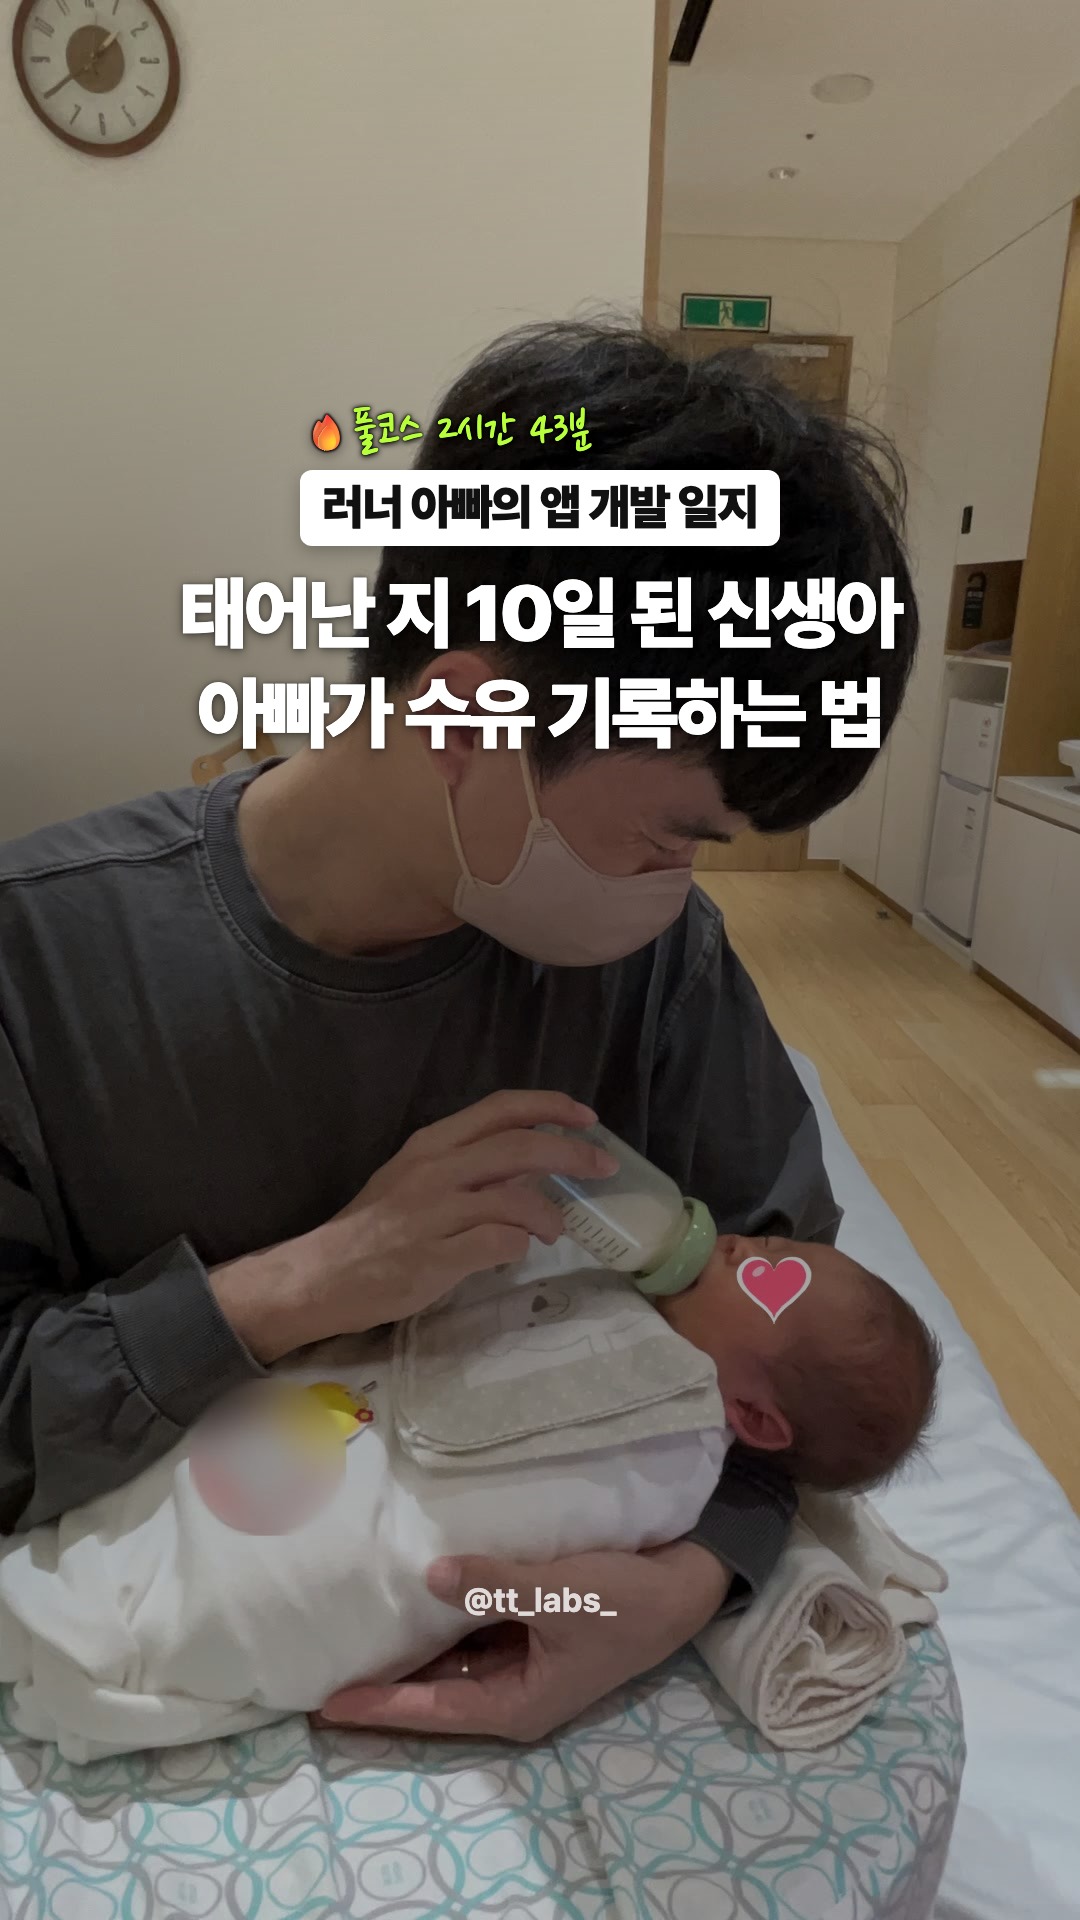 풀코스 2시간 43분
러너 아빠의 앱 개발 일지
태어난 지 10일 된 신생아
아빠가 수유 기록하는 법
@tt_labs_